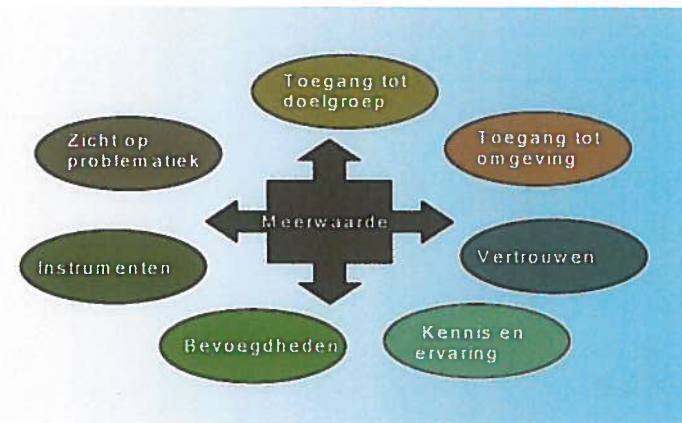 Toegang tot
doelgroep
Zicht op
problematiek
Toegang tot
omgeving
Meerwaarde
Instrumenten
Vertrouwen
Bevoegdheden
Kennis en
ervaring